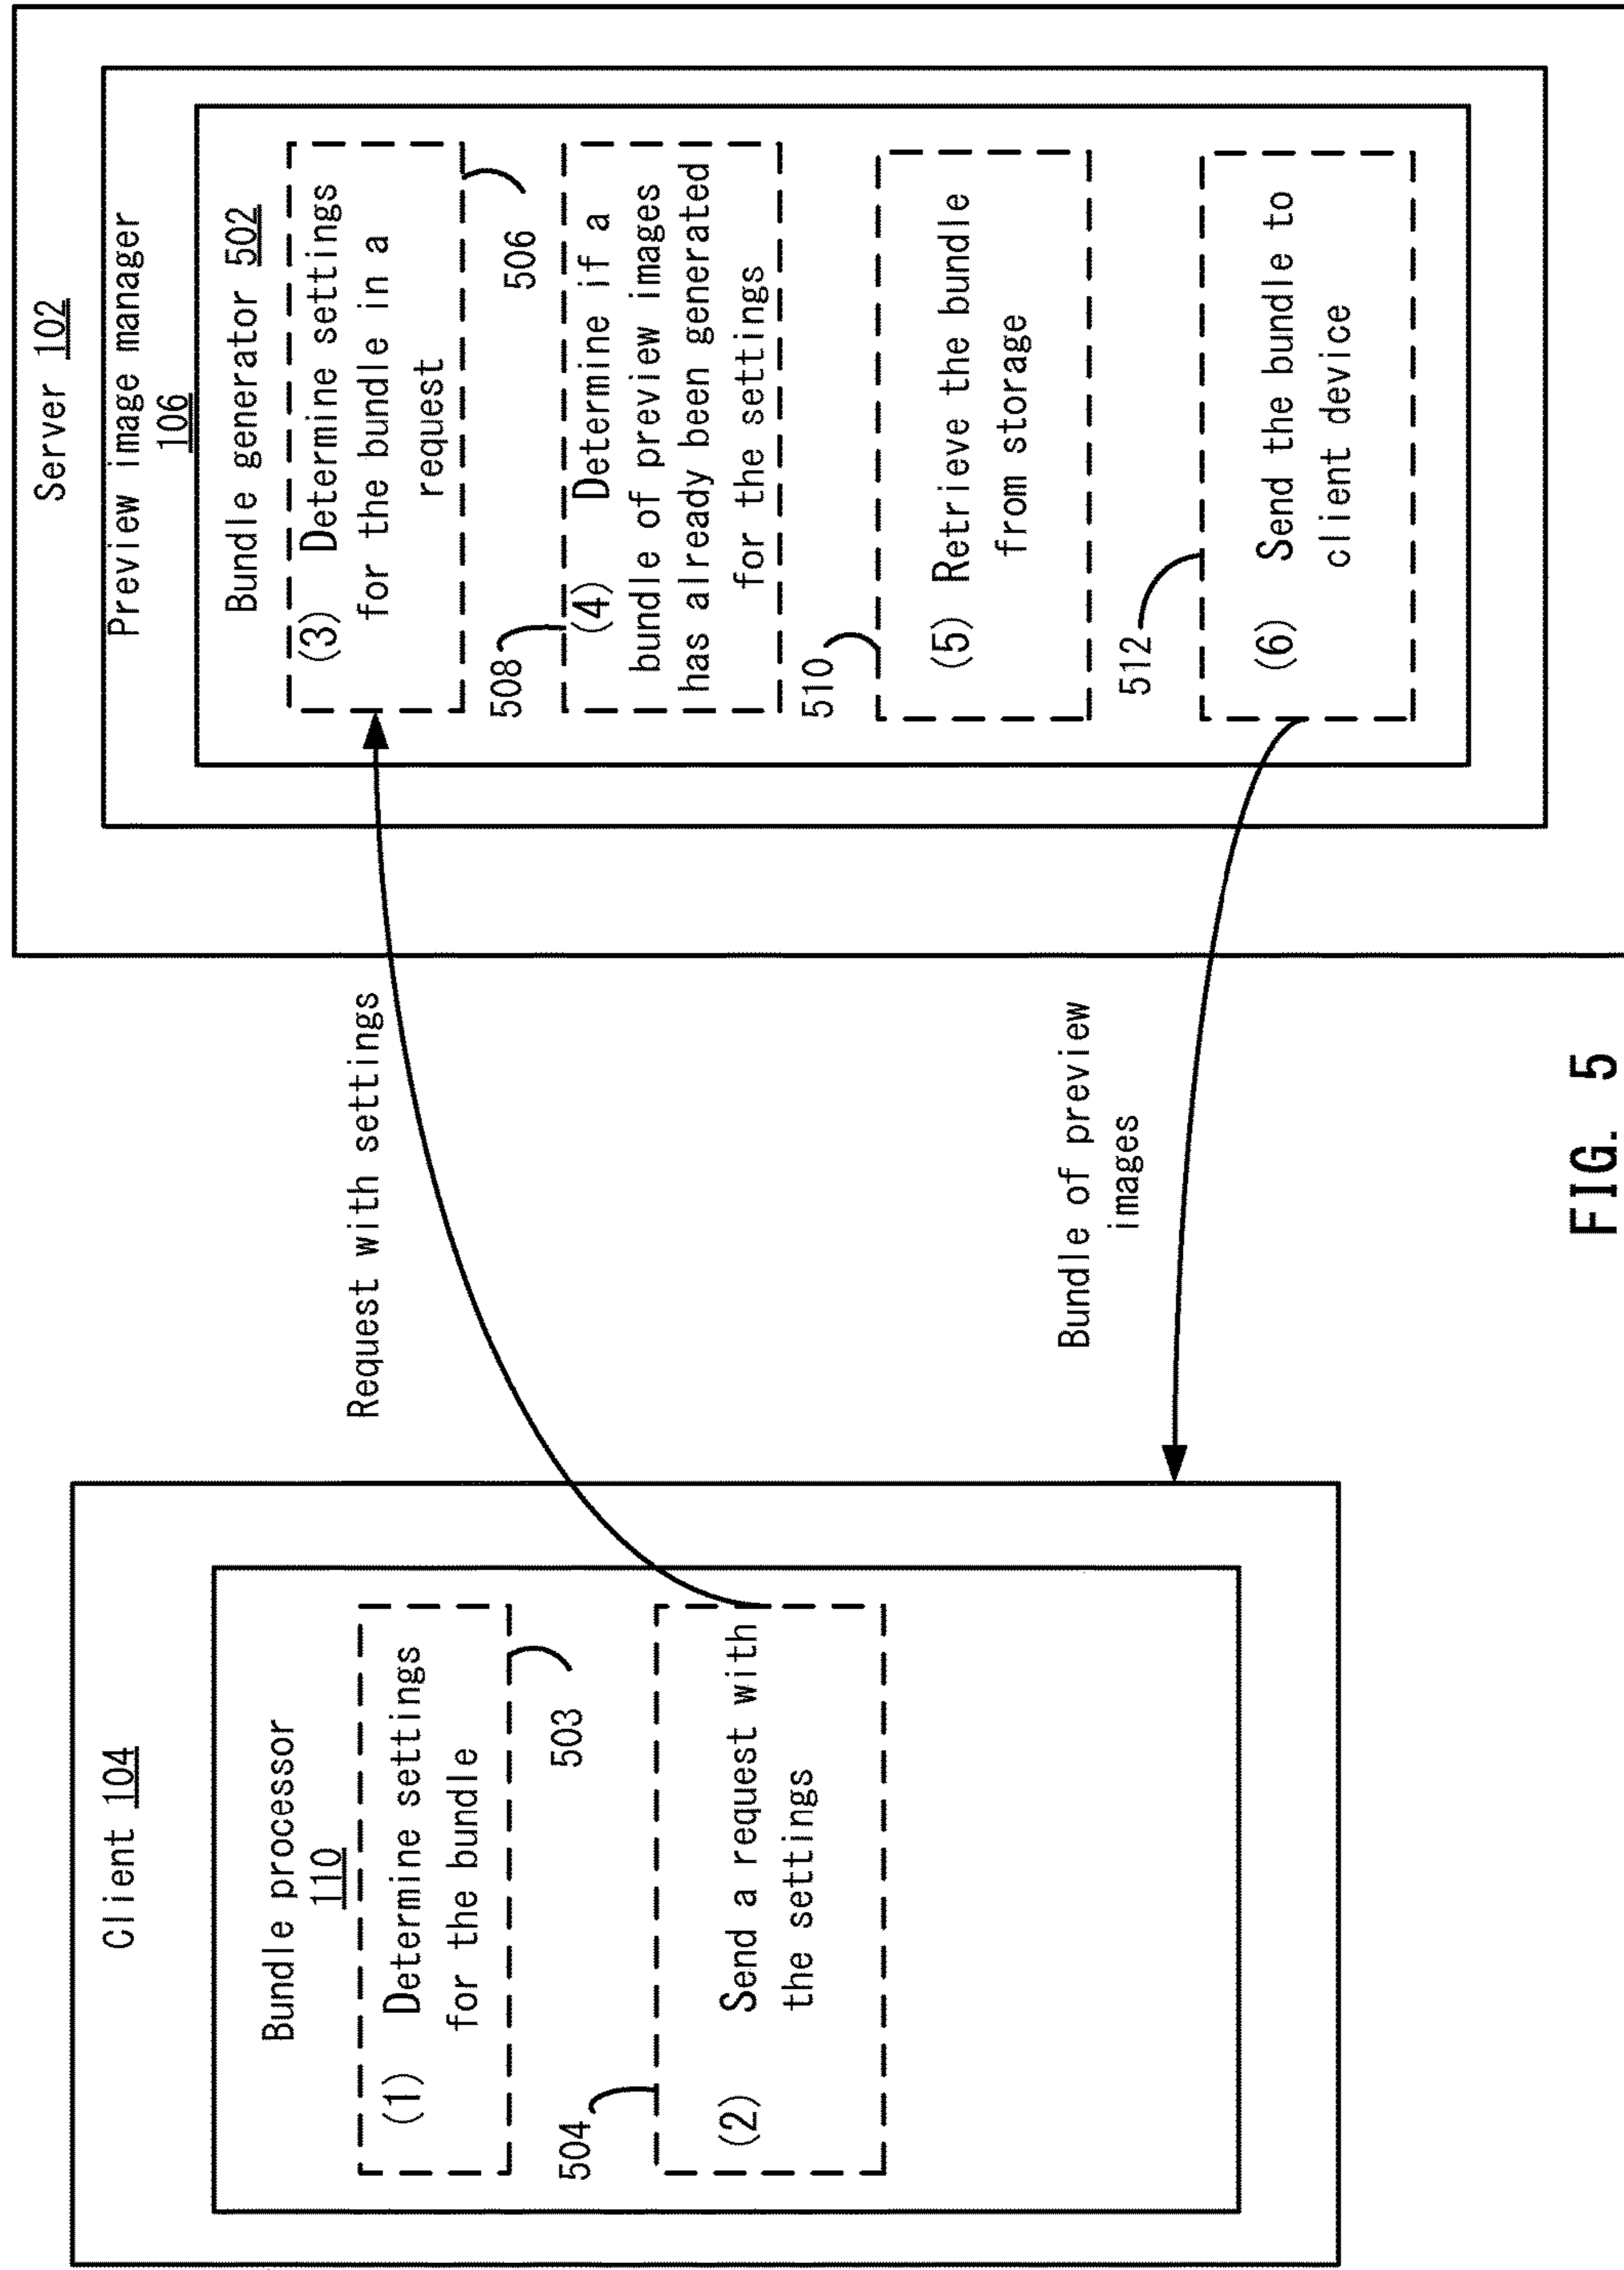 Client 104
Bundle processor
110
(1) Determine settings
for the bundle
503
504
(2) Send a request with
the settings
Request with settings
Bundle of preview
images
Server 102
Preview image manager
106
Bundle generator 502
(3) Determine settings
for the bundle in a
request
506
508
(4) Determine if a
bundle of preview images
has already been generated
for the settings
510
(5) Retrieve the bundle
from storage
512
(6) Send the bundle to
client device
FIG. 5